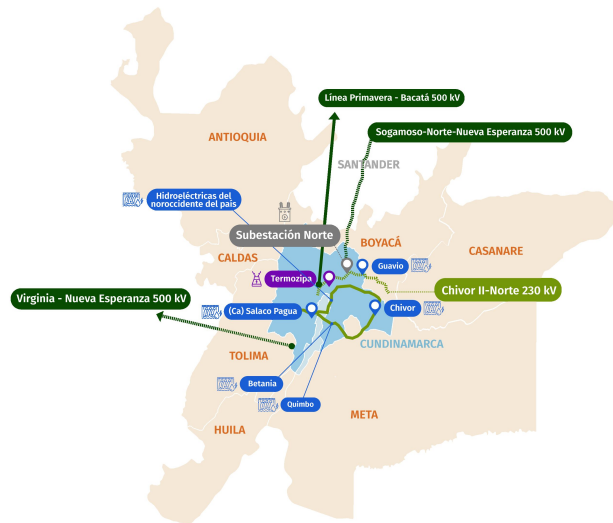 Línea Primavera - Bacatá 500 kV
Sogamoso-Norte-Nueva Esperanza 500 kV
ANTIOQUIA
SANTANDER
Hidroeléctricas del
noroccidente del país
Subestación Norte
BOYACÁ
CASANARE
CALDAS
Guavio
Termozipa
Chivor II-Norte 230 kV
Virginia - Nueva Esperanza 500 kV
(Ca) Salaco Pagua
Chivor
CUNDINAMARCA
TOLIMA
Betania
Quimbo
META
HUILA